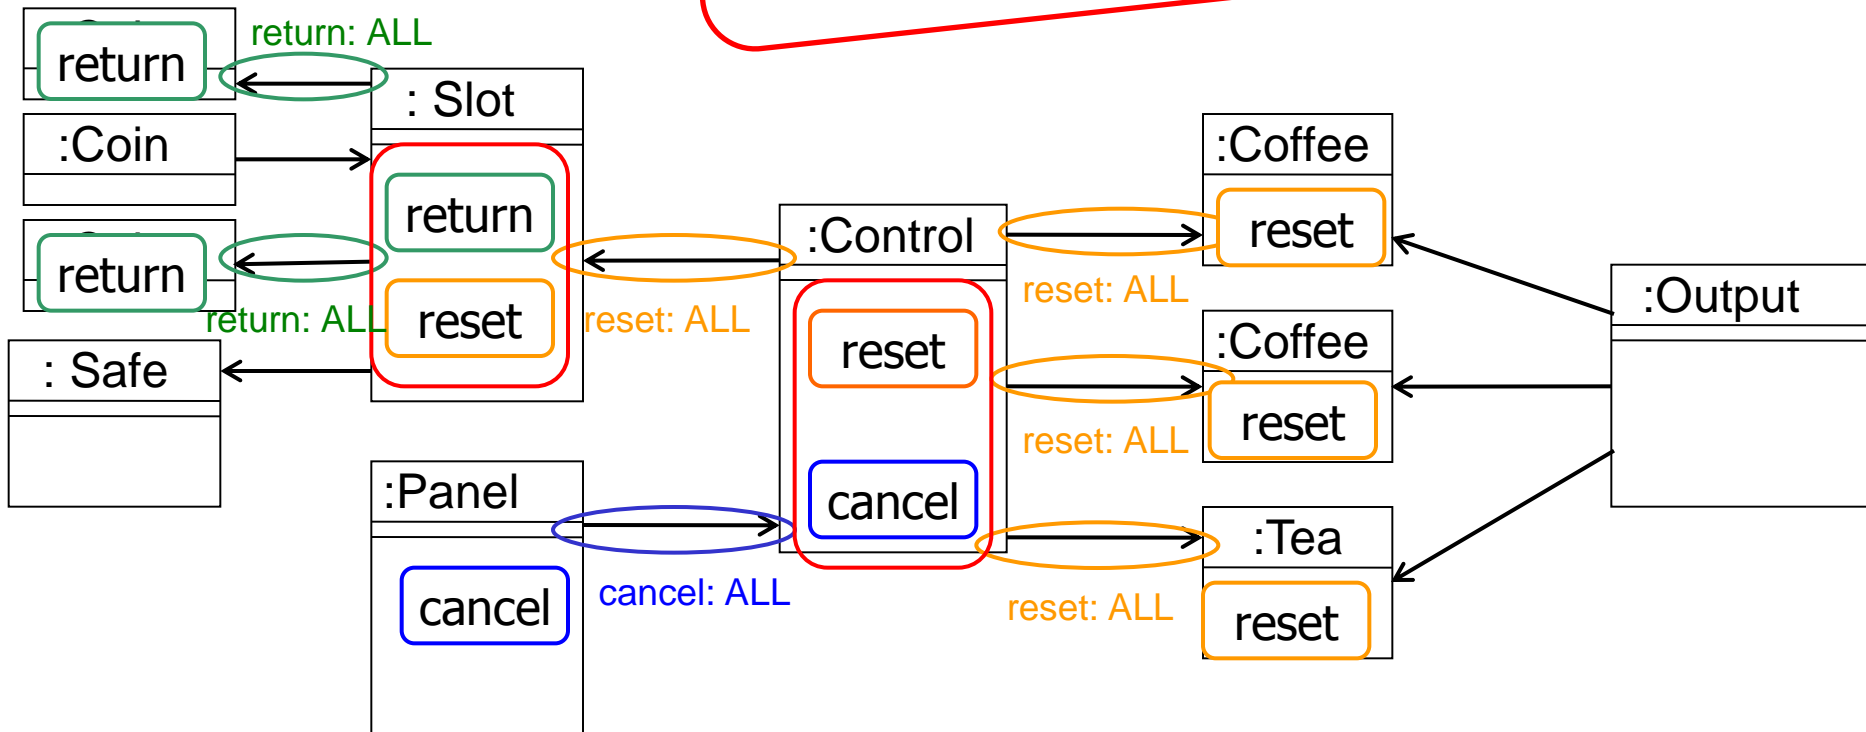 return
return: ALL
: Slot
:Coin
return
return
return: ALL
reset
: Safe
:Control
reset: ALL
reset
cancel
:Panel
cancel
cancel: ALL
:Coffee
reset
reset: ALL
:Coffee
reset
reset: ALL
:Tea
reset
reset: ALL
:Output